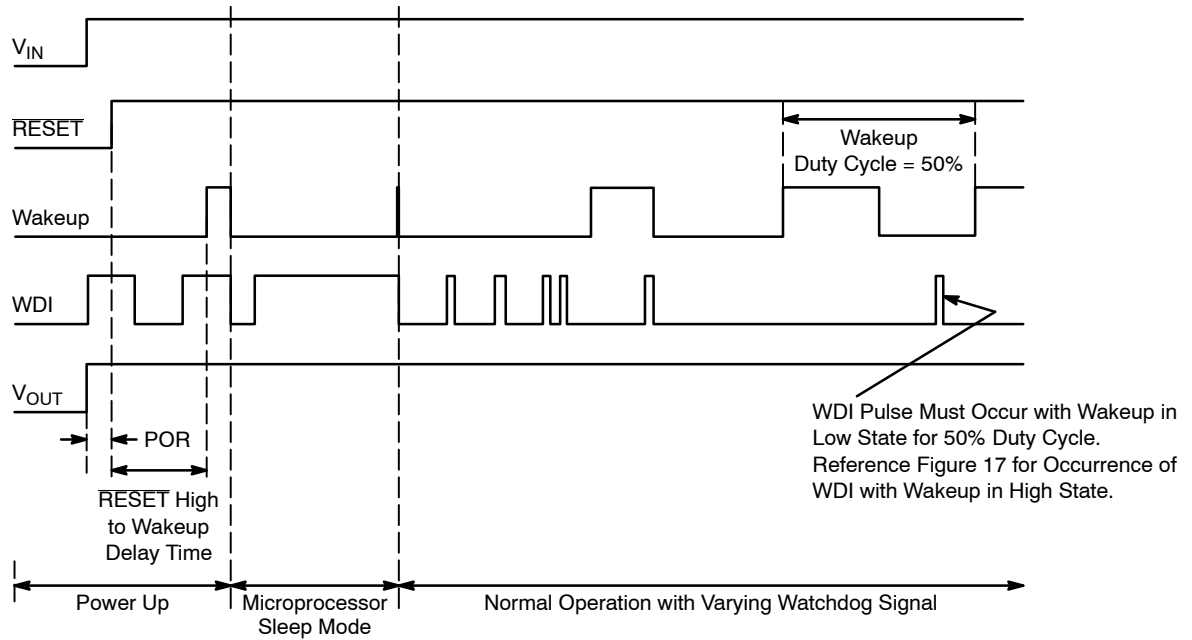 VIN
RESET
Wakeup
Duty Cycle = 50%
Wakeup
WDI
VOUT
WDI Pulse Must Occur with Wakeup in
Low State for 50% Duty Cycle.
Reference Figure 17 for Occurrence of
WDI with Wakeup in High State.
POR
RESET High
to Wakeup
Delay Time
Power Up
Microprocessor
Sleep Mode
Normal Operation with Varying Watchdog Signal